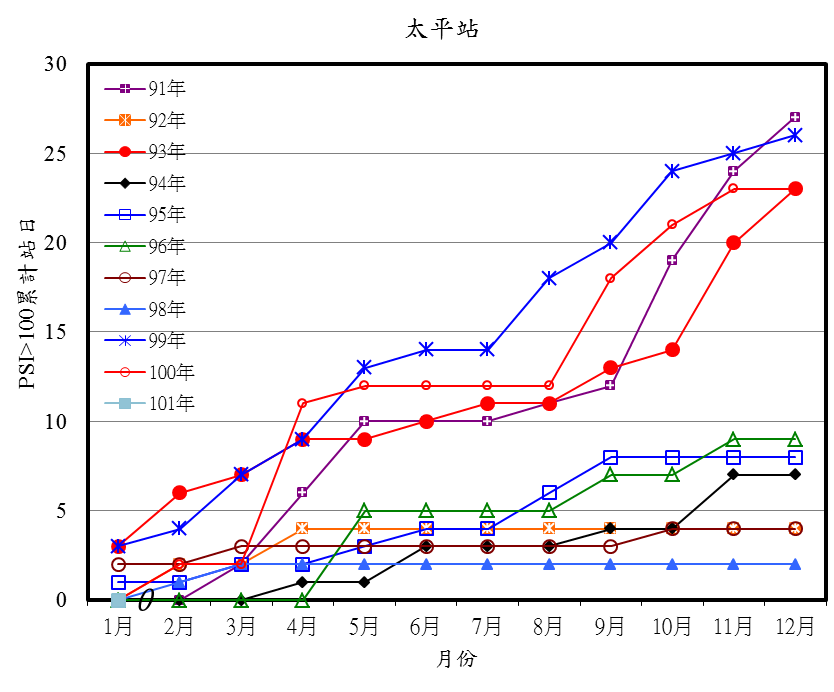 太平站
30
25
20
15
10
5
0
PSI>100累計站日
91年
92年
93年
94年
95年
96年
97年
98年
99年
100年
101年
0
1月 2月 3月 4月 5月 6月 7月 8月 9月 10月 11月 12月
月份